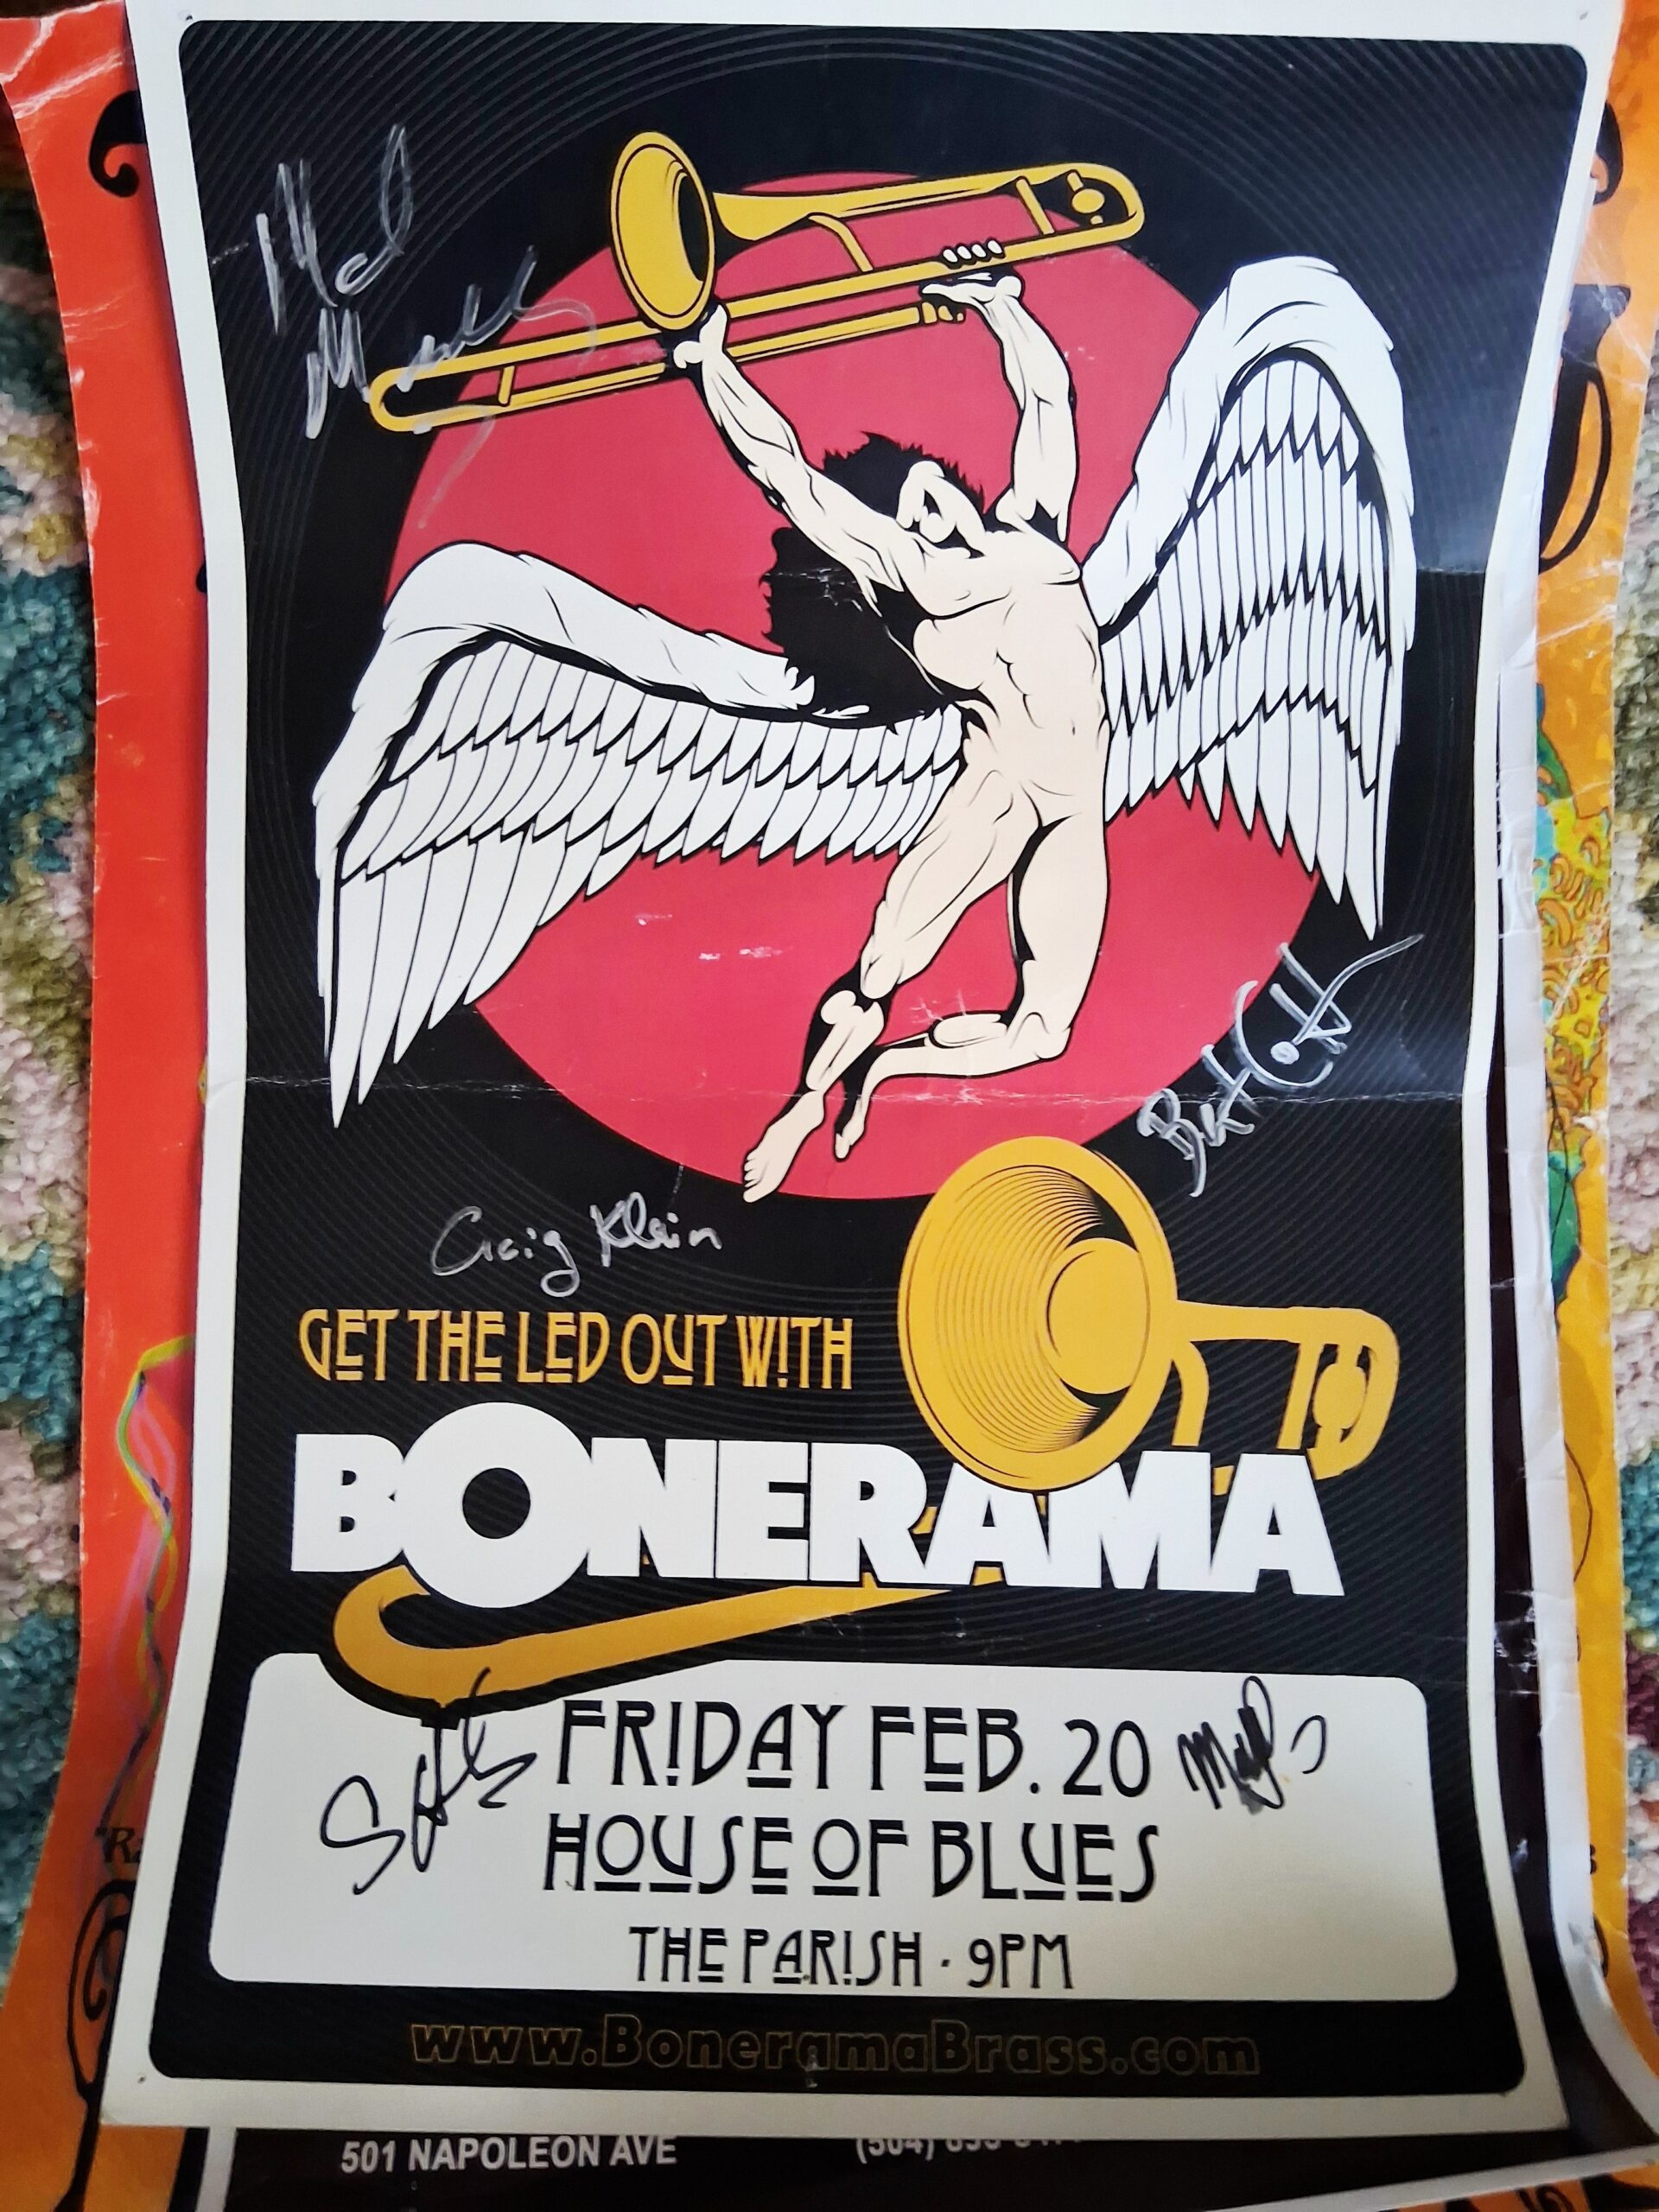 Craig Klein
GET THE LED OUT WITH
BONERAMA
FRIDAY FEB. 20
HOUSE OF BLUES
THE PARISH · 9PM
www.BoneramaBrass.com
501 NAPOLEON AVE
(504)